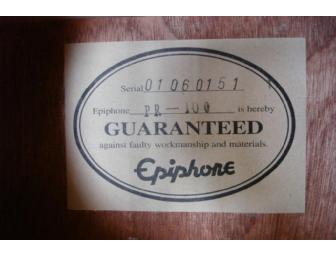 Serial 01060151
Epiphone PR-100 is hereby
GUARANTEED
against faulty workmanship and materials.
Epiphone